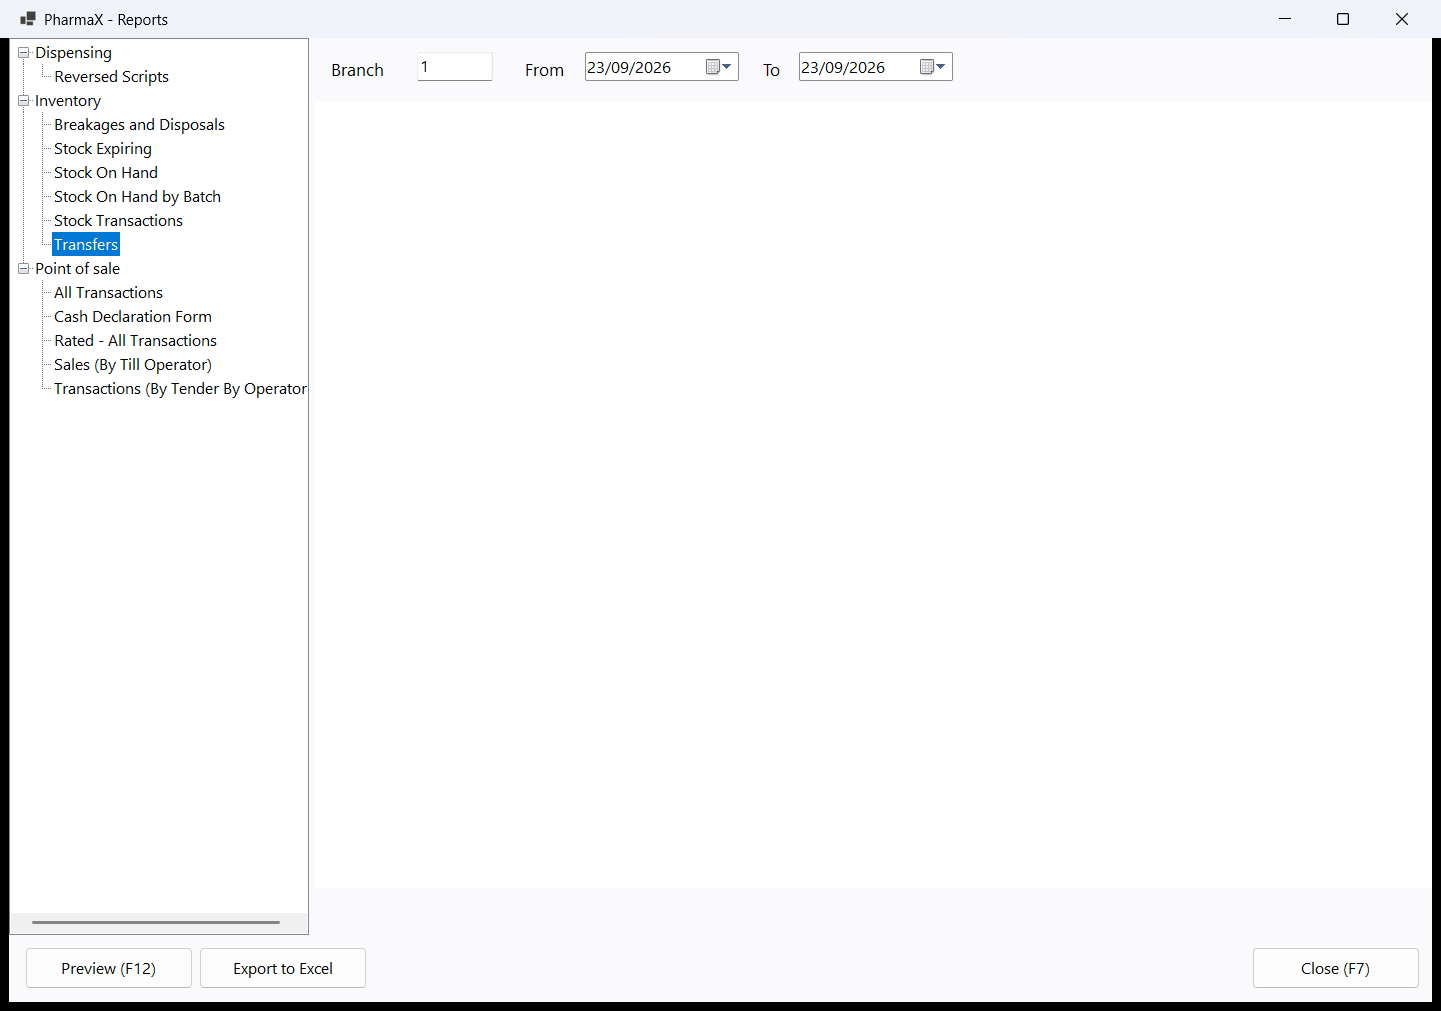 PharmaX - Reports
Dispensing
Reversed Scripts
Inventory
Breakages and Disposals
Stock Expiring
Stock On Hand
Stock On Hand by Batch
Stock Transactions
Transfers
Point of sale
All Transactions
Cash Declaration Form
Rated - All Transactions
Sales (By Till Operator)
Transactions (By Tender By Operator
Branch 1 From 23/09/2026 To 23/09/2026
Preview (F12) Export to Excel Close (F7)